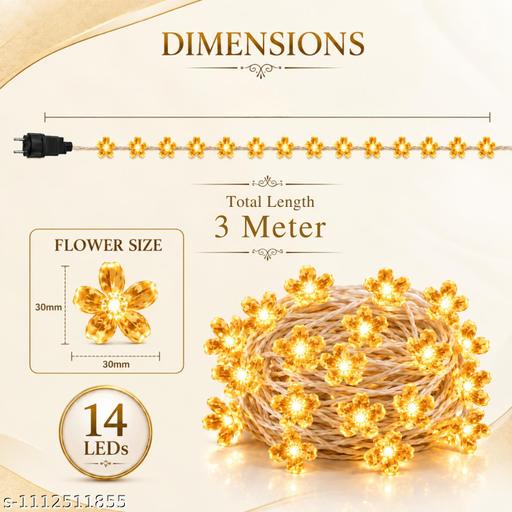 DIMENSIONS
Total Length
3 Meter
FLOWER SIZE
30mm
30mm
14
LEDs
s-1112511855